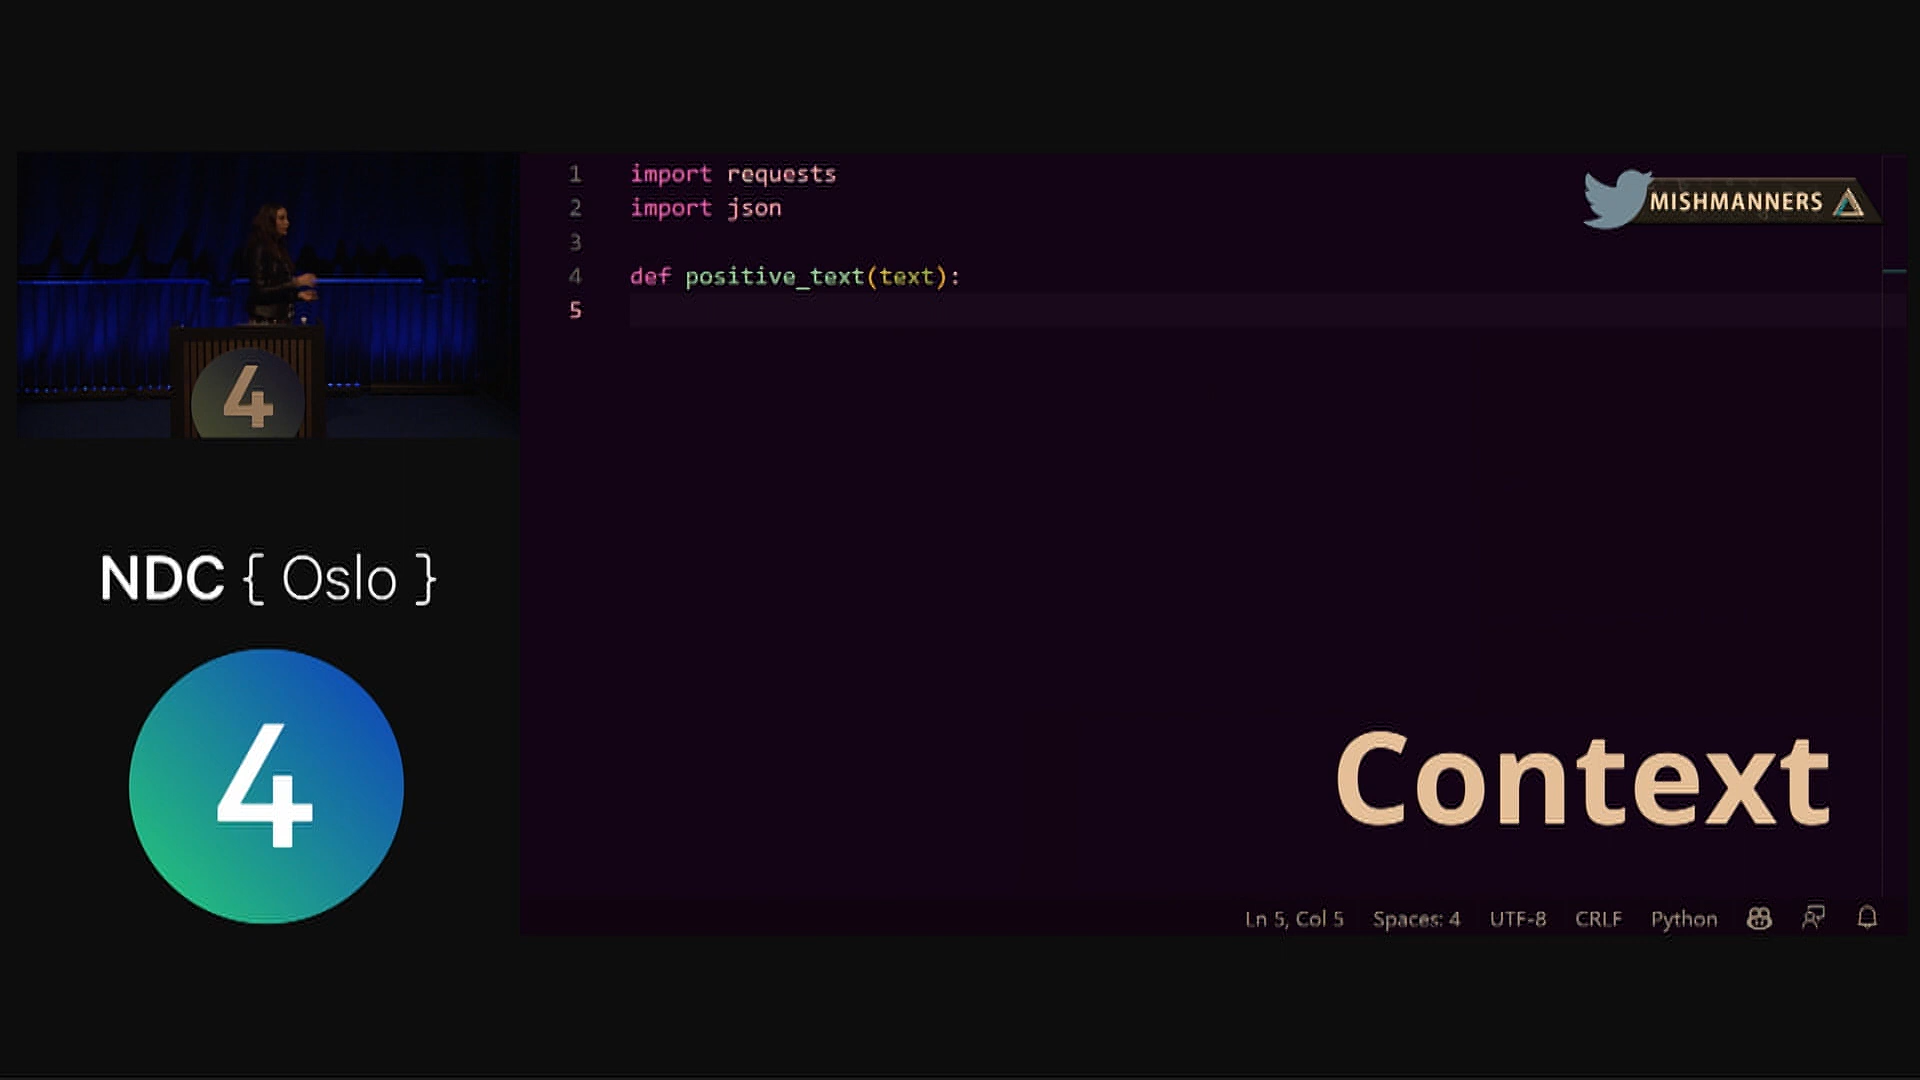 1 import requests
2 import json
3
4 def positive_text(text):
5
MISHMANNERS
4
NDC { Oslo }
4
Context
Ln 5, Col 5 Spaces: 4 UTF-8 CRLF Python